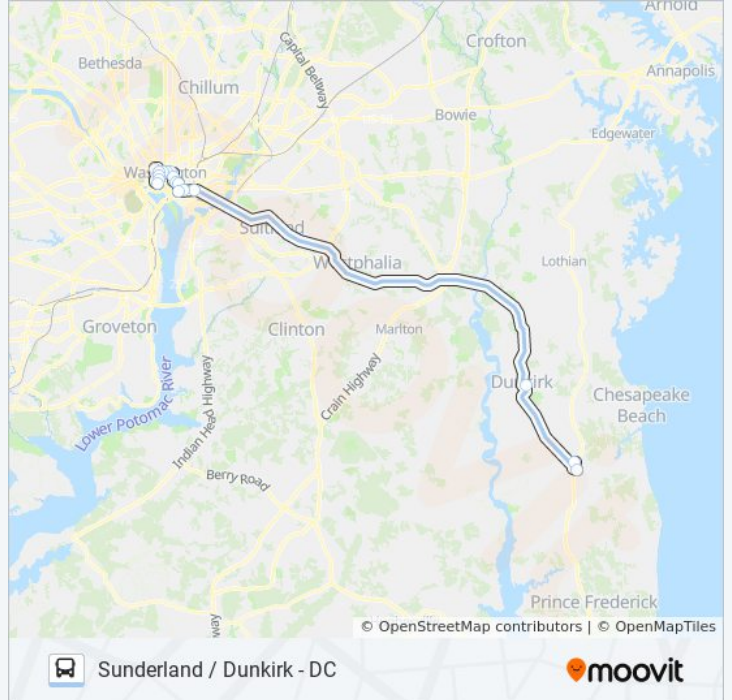 Arnold
Crofton
Bethesda
Capital Beltway
Chillum
Annapolis
Bowie
Edgewater
Washington
Suitland
Westphalia
Lothian
Groveton
Clinton
Marlton
Lower Potomac River
Indian Head Highway
Crain Highway
Dunkirk
Chesapeake
Beach
Berry Road
Prince Frederick
way
© OpenStreetMap contributors | © OpenMapTiles
Sunderland / Dunkirk - DC
moovit